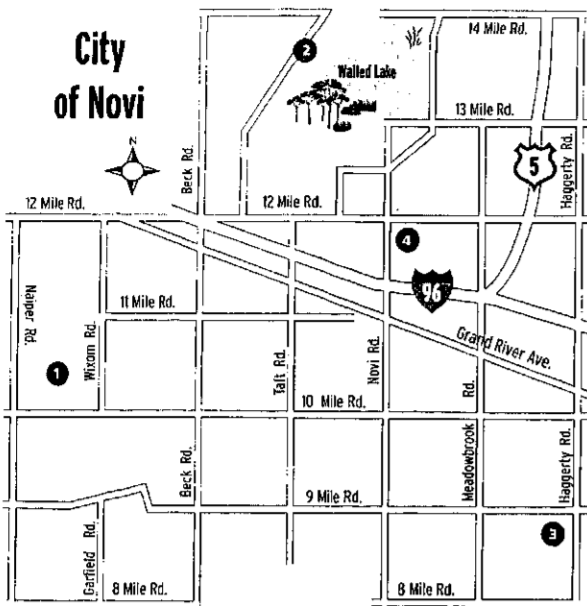 City
of Novi
N
2
14 Mile Rd.
Walled Lake
13 Mile Rd.
Beck Rd.
5
Haggerty Rd.
12 Mile Rd.
12 Mile Rd.
4
96
11 Mile Rd.
Naiper Rd.
Wixom Rd.
Grand River Ave.
1
Taft Rd.
Novi Rd.
10 Mile Rd.
Meadowbrook Rd.
Beck Rd.
Haggerty Rd.
9 Mile Rd.
3
Garfield Rd.
8 Mile Rd.
8 Mile Rd.